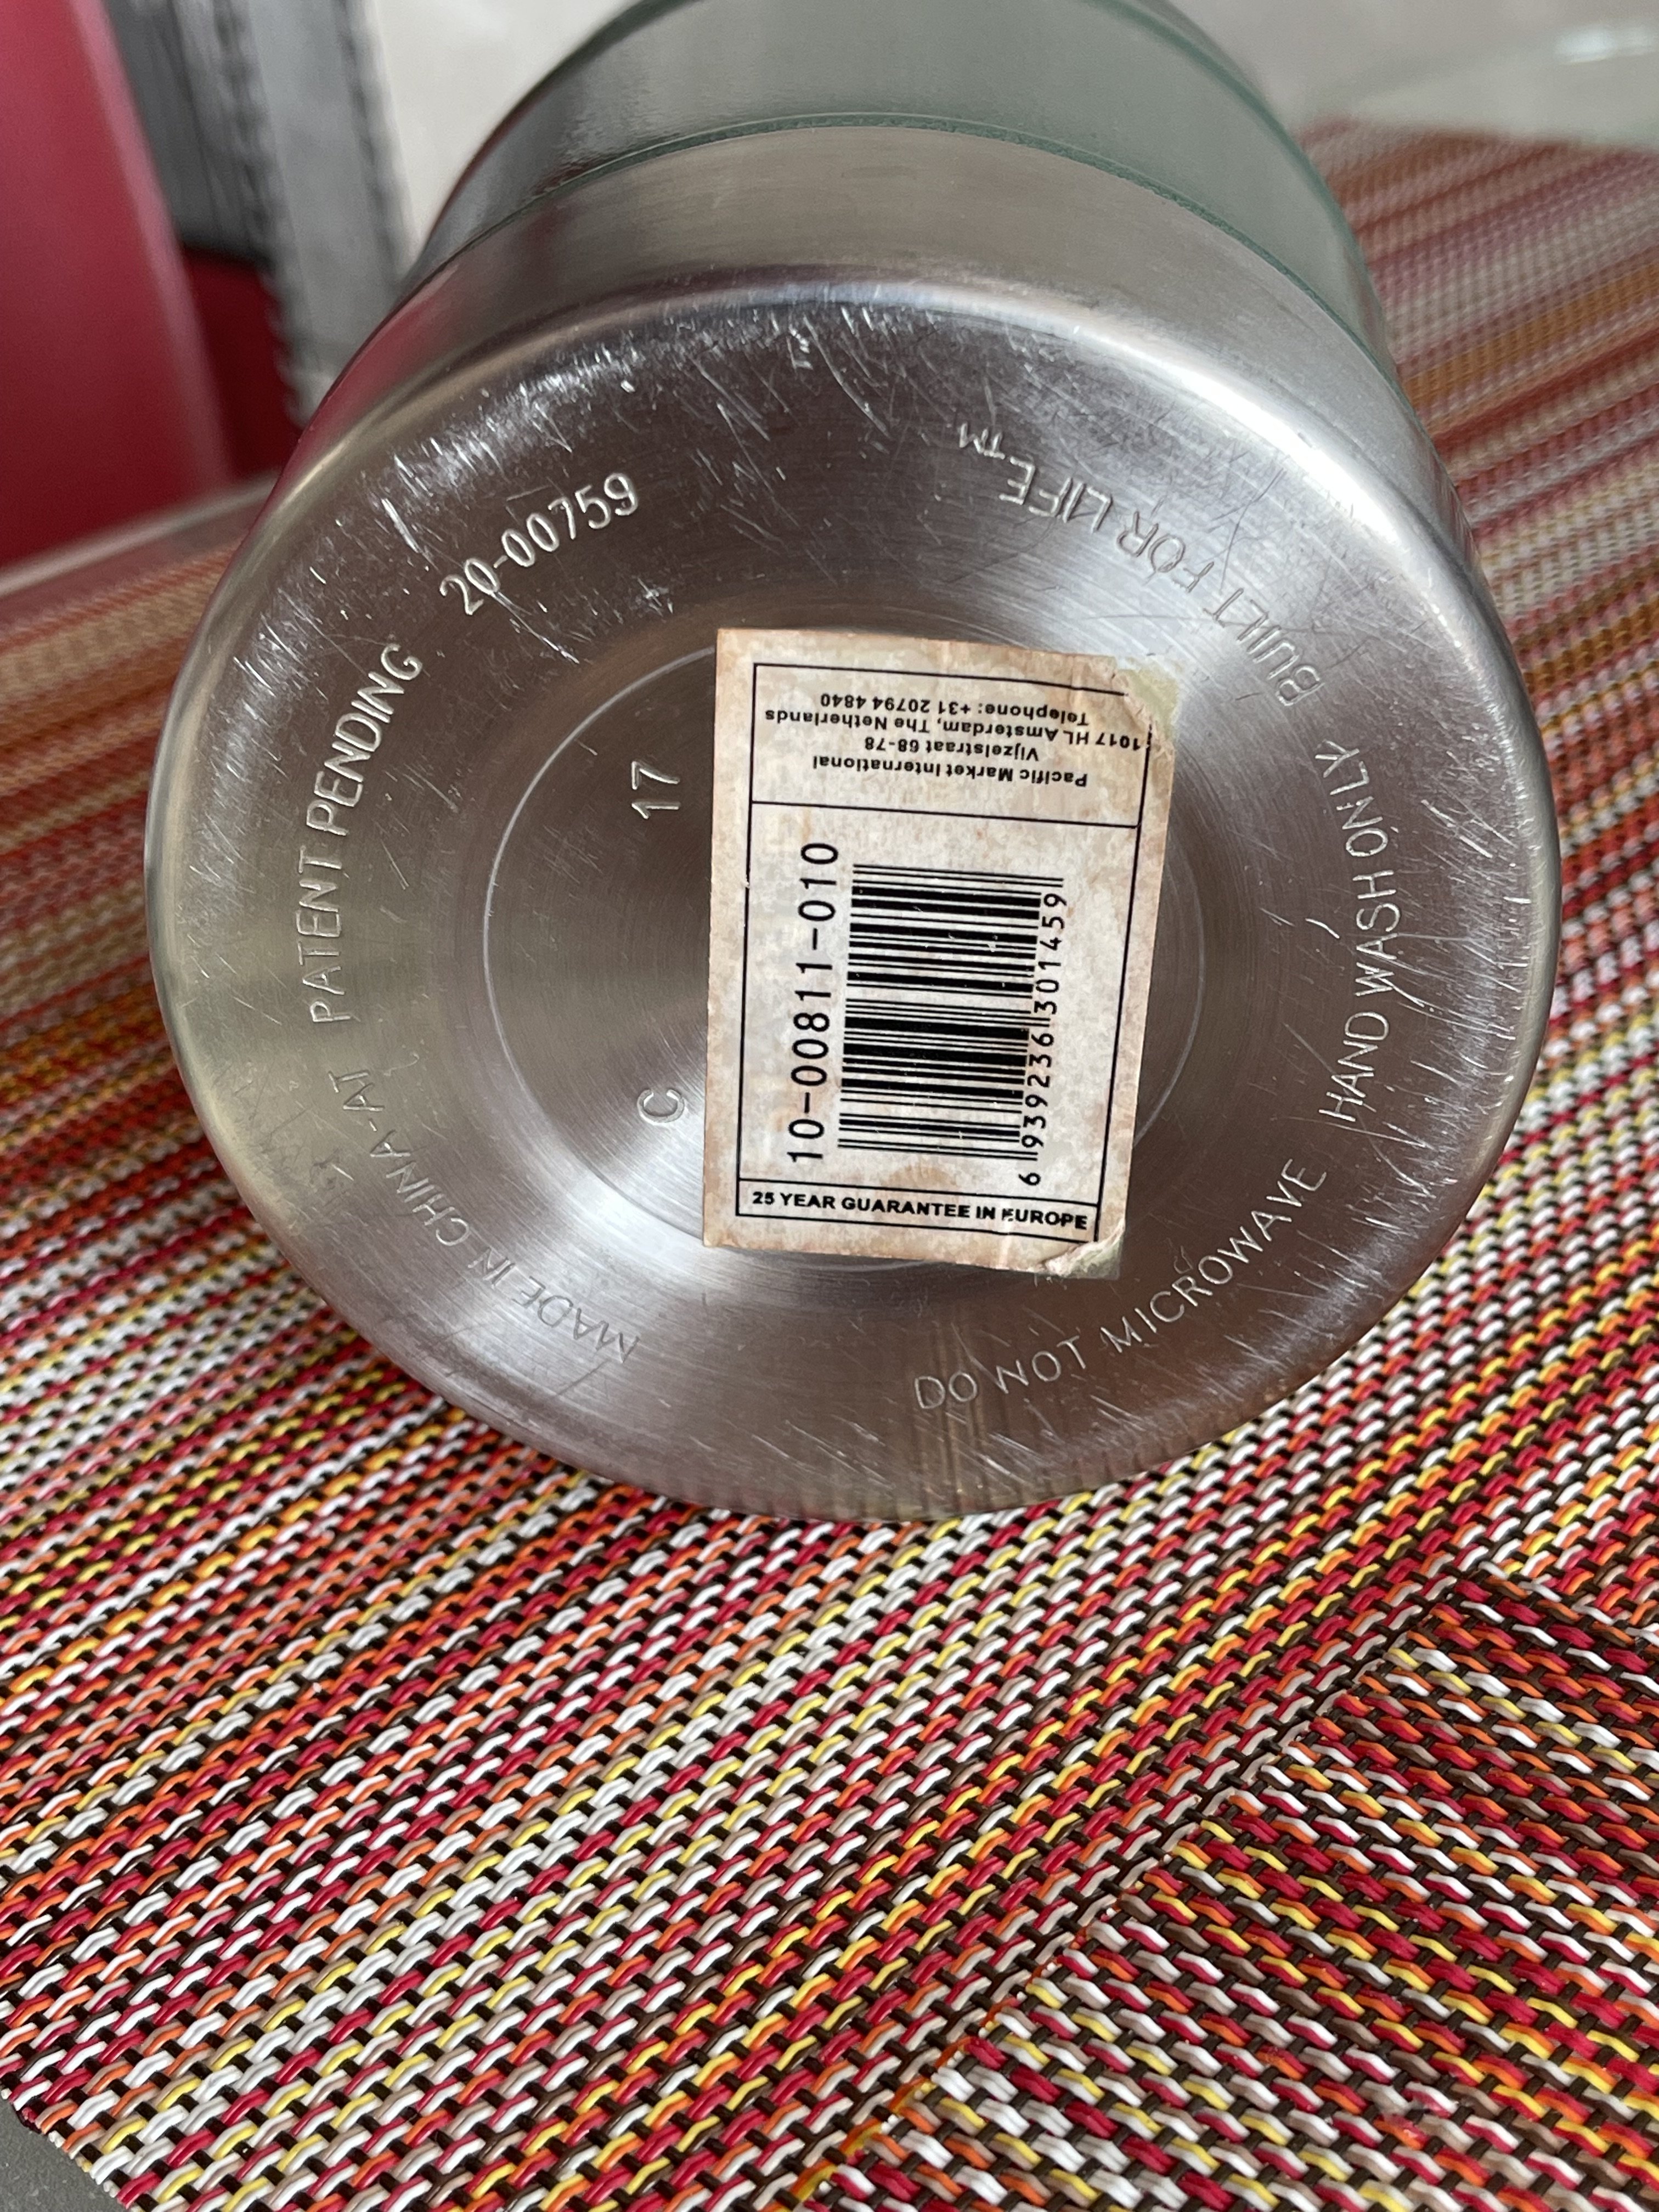 20-00759
PATENT PENDING
MADE IN CHINA-AT
DO NOT MICROWAVE
HAND WASH ONLY
BUILT FOR LIFE™
17
C
Pacific Market International
Vijzelstraat 68-78
1017 HL Amsterdam, The Netherlands
Telephone: +31 20794 4840
10-00811-010
6 939236 301459
25 YEAR GUARANTEE IN EUROPE